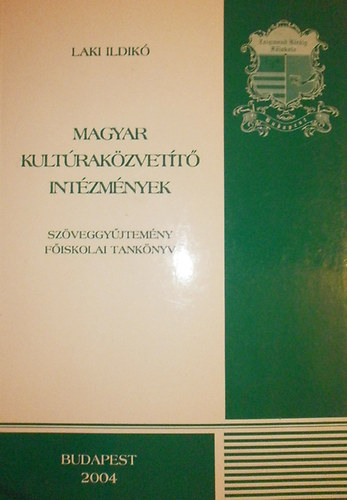 LAKI ILDIKÓ
MAGYAR
KULTÚRAKÖZVETÍTŐ
INTÉZMÉNYEK
SZÖVEGGYŰJTEMÉNY
FŐISKOLAI TANKÖNYV
BUDAPEST
2004